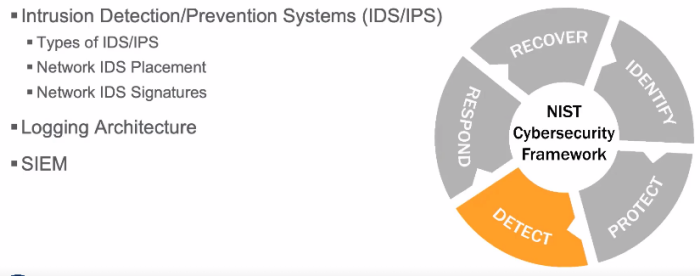 ▪ Intrusion Detection/Prevention Systems (IDS/IPS)
▪ Types of IDS/IPS
▪ Network IDS Placement
▪ Network IDS Signatures
▪ Logging Architecture
▪ SIEM
RECOVER
IDENTIFY
PROTECT
DETECT
RESPOND
NIST
Cybersecurity
Framework